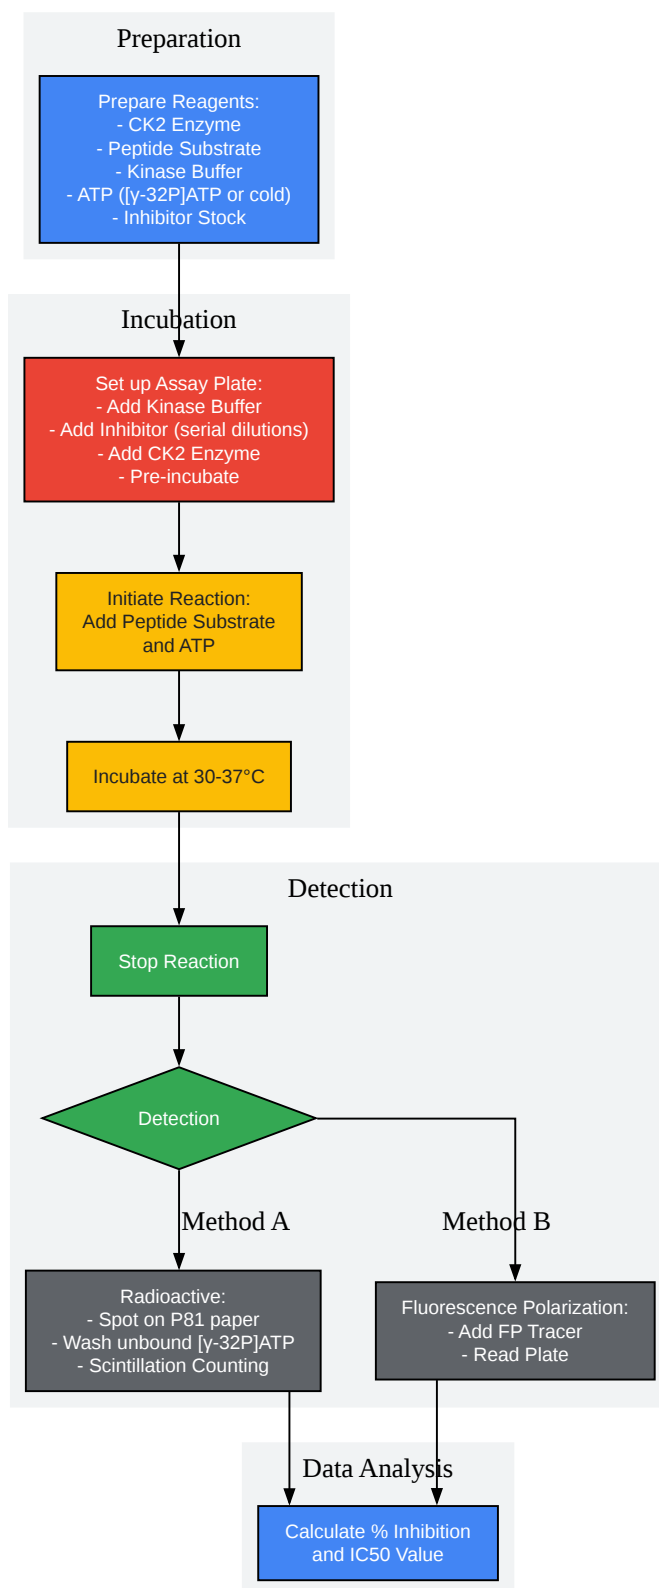 Preparation
Prepare Reagents:
- CK2 Enzyme
- Peptide Substrate
- Kinase Buffer
- ATP ([γ-32P]ATP or cold)
- Inhibitor Stock
Incubation
Set up Assay Plate:
- Add Kinase Buffer
- Add Inhibitor (serial dilutions)
- Add CK2 Enzyme
- Pre-incubate
Initiate Reaction:
Add Peptide Substrate
and ATP
Incubate at 30-37°C
Detection
Stop Reaction
Detection
Method A
Method B
Radioactive:
- Spot on P81 paper
- Wash unbound [γ-32P]ATP
- Scintillation Counting
Fluorescence Polarization:
- Add FP Tracer
- Read Plate
Data Analysis
Calculate % Inhibition
and IC50 Value